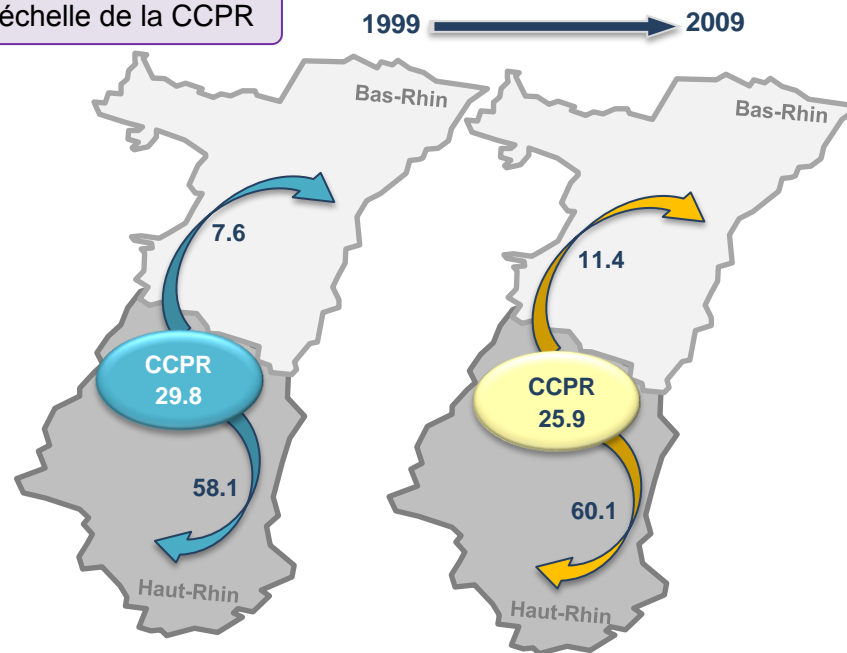 échelle de la CCPR
1999
2009
Bas-Rhin
7.6
CCPR
29.8
58.1
Haut-Rhin
Bas-Rhin
11.4
CCPR
25.9
60.1
Haut-Rhin